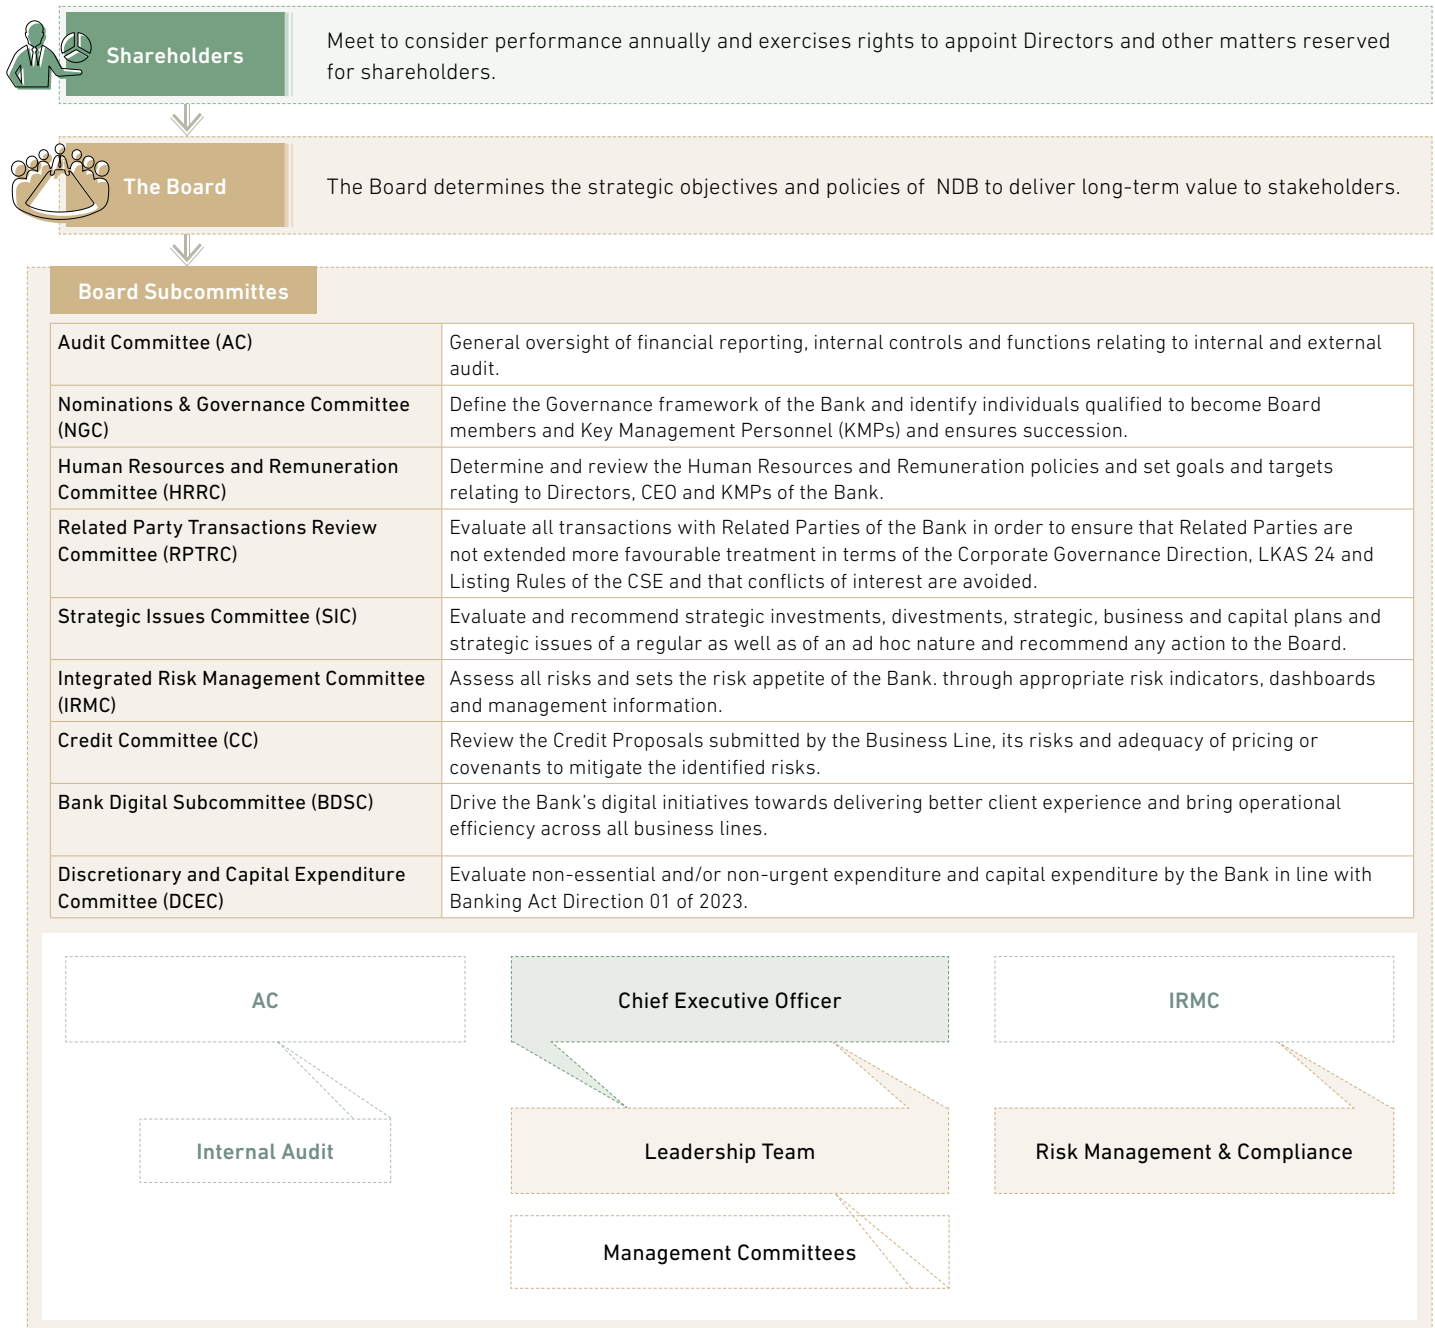 Shareholders
Meet to consider performance annually and exercises rights to appoint Directors and other matters reserved
for shareholders.
The Board
The Board determines the strategic objectives and policies of NDB to deliver long-term value to stakeholders.
Board Subcommittes
Audit Committee (AC)
General oversight of financial reporting, internal controls and functions relating to internal and external
audit.
Nominations & Governance Committee
(NGC)
Define the Governance framework of the Bank and identify individuals qualified to become Board
members and Key Management Personnel (KMPs) and ensures succession.
Human Resources and Remuneration
Committee (HRRC)
Determine and review the Human Resources and Remuneration policies and set goals and targets
relating to Directors, CEO and KMPs of the Bank.
Related Party Transactions Review
Committee (RPTRC)
Evaluate all transactions with Related Parties of the Bank in order to ensure that Related Parties are
not extended more favourable treatment in terms of the Corporate Governance Direction, LKAS 24 and
Listing Rules of the CSE and that conflicts of interest are avoided.
Strategic Issues Committee (SIC)
Evaluate and recommend strategic investments, divestments, strategic, business and capital plans and
strategic issues of a regular as well as of an ad hoc nature and recommend any action to the Board.
Integrated Risk Management Committee
(IRMC)
Assess all risks and sets the risk appetite of the Bank. through appropriate risk indicators, dashboards
and management information.
Credit Committee (CC)
Review the Credit Proposals submitted by the Business Line, its risks and adequacy of pricing or
covenants to mitigate the identified risks.
Bank Digital Subcommittee (BDSC)
Drive the Bank's digital initiatives towards delivering better client experience and bring operational
efficiency across all business lines.
Discretionary and Capital Expenditure
Committee (DCEC)
Evaluate non-essential and/or non-urgent expenditure and capital expenditure by the Bank in line with
Banking Act Direction 01 of 2023.
AC
Chief Executive Officer
IRMC
Internal Audit
Leadership Team
Risk Management & Compliance
Management Committees